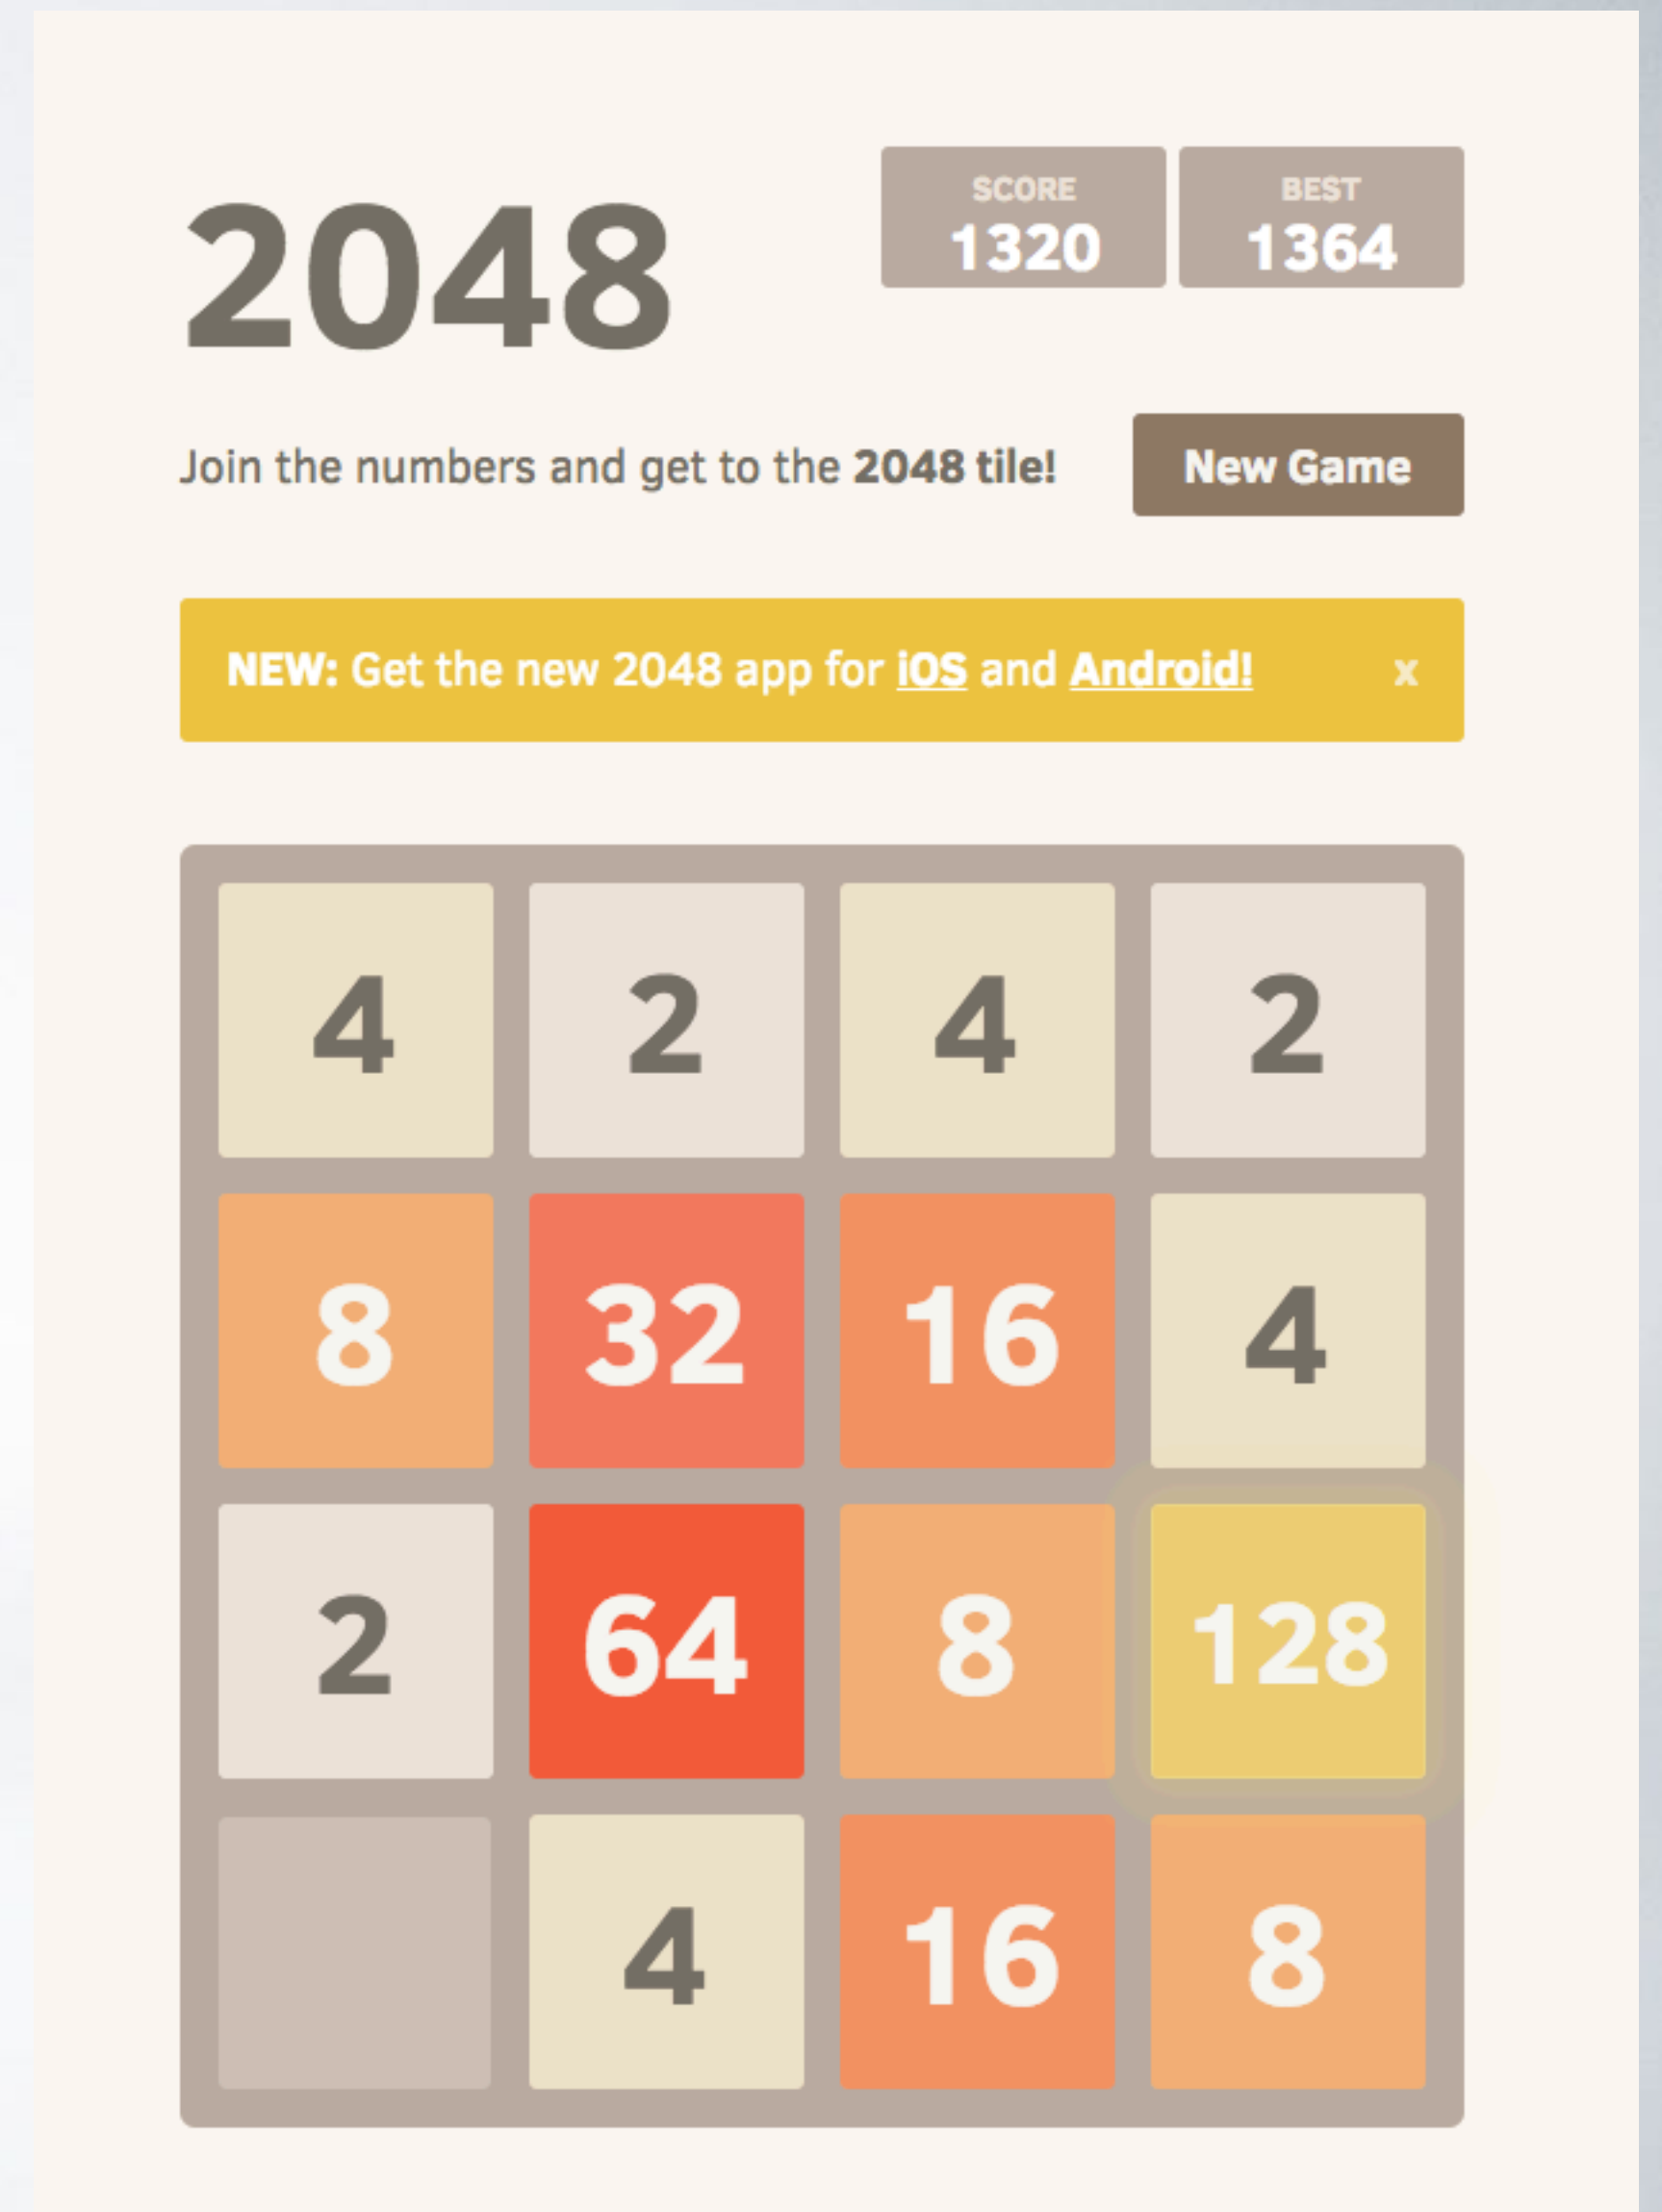 2048
SCORE
1320
BEST
1364
Join the numbers and get to the 2048 tile!
New Game
NEW: Get the new 2048 app for iOS and Android! x
4 2 4 2
8 32 16 4
2 64 8 128
4 16 8